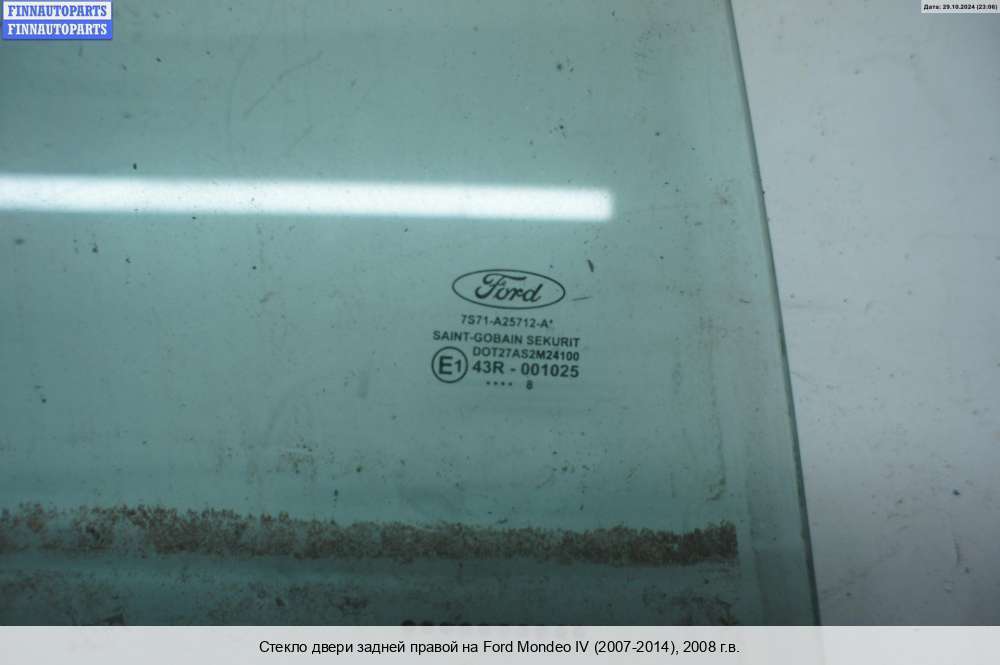 FINNAUTOPARTS
FINNAUTOPARTS
Дата: 29.10.2024 (23:06)
Ford
7S71-A25712-A*
SAINT-GOBAIN SEKURIT
DOT27AS2M24100
E1 43R - 001025
•••• 8
Стекло двери задней правой на Ford Mondeo IV (2007-2014), 2008 г.в.